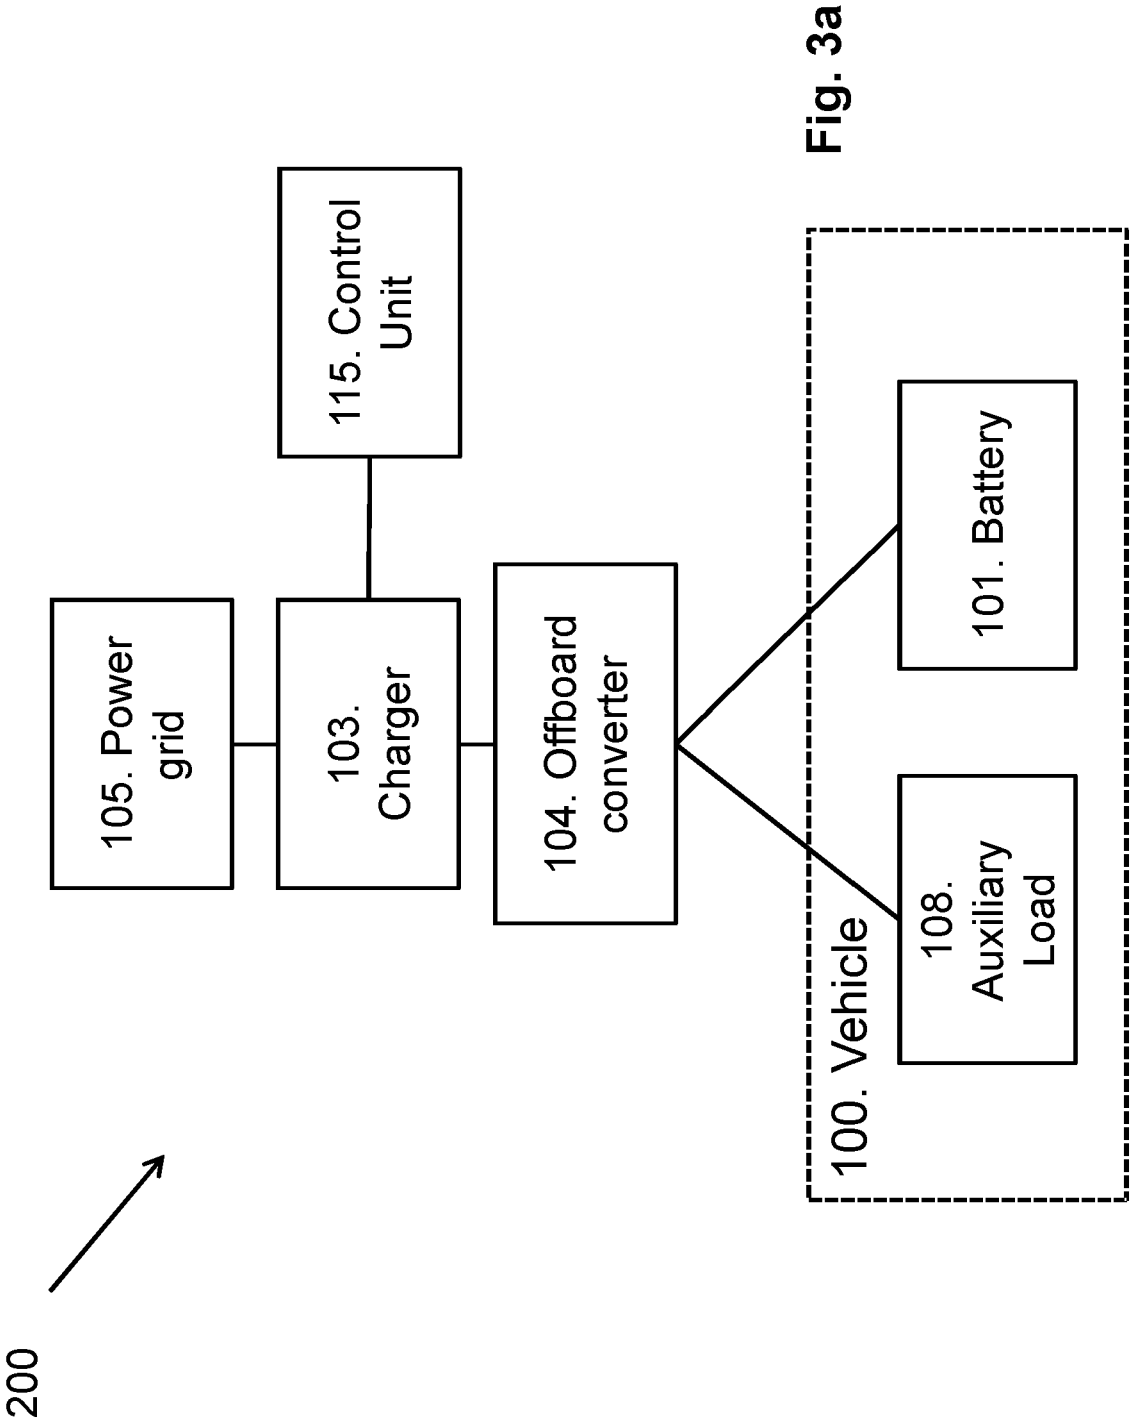 200
105. Power
grid
103.
Charger
115. Control
Unit
104. Offboard
converter
100. Vehicle
108.
Auxiliary
Load
101. Battery
Fig. 3a